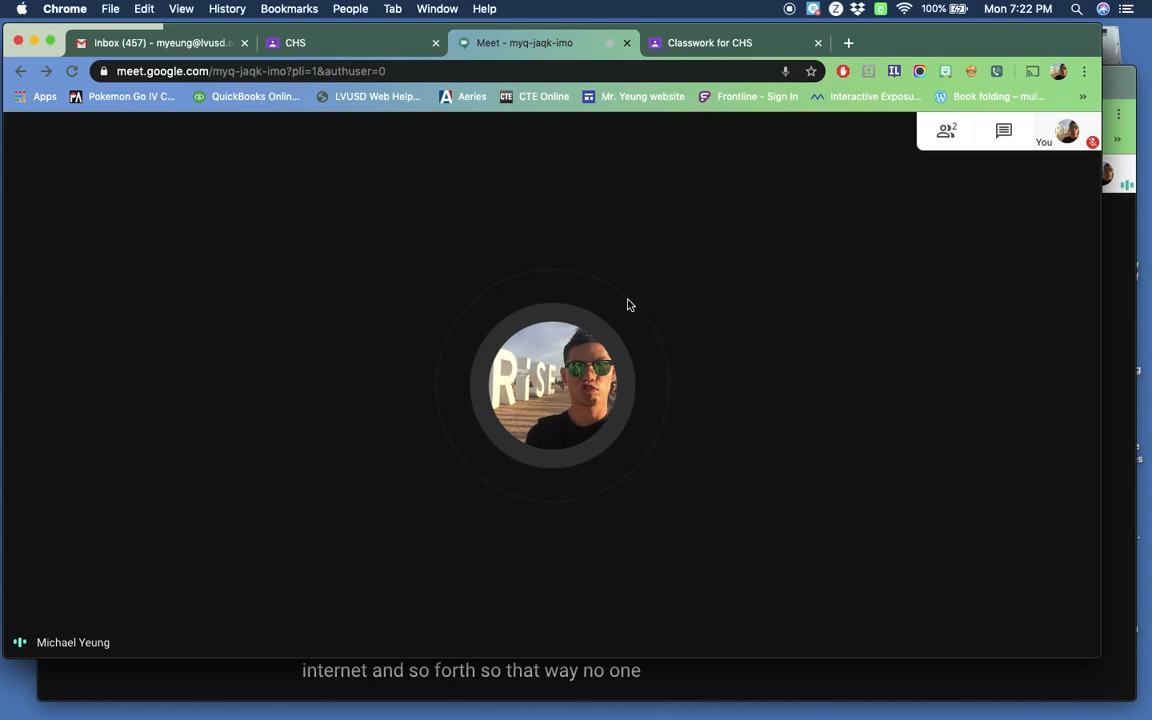 Chrome File Edit View History Bookmarks People Tab Window Help 100% Mon 7:22 PM
Inbox (457) - myeung@lvusd.o CHS Meet - myq-jaqk-imo Classwork for CHS
meet.google.com/myq-jaqk-imo?pli=1&authuser=0
Apps Pokemon Go IV C... QuickBooks Onlin... LVUSD Web Help... Aeries CTE Online Mr. Yeung website Frontline - Sign In Interactive Exposu... Book folding – mul... »
2
You
RiSE
Michael Yeung
internet and so forth so that way no one